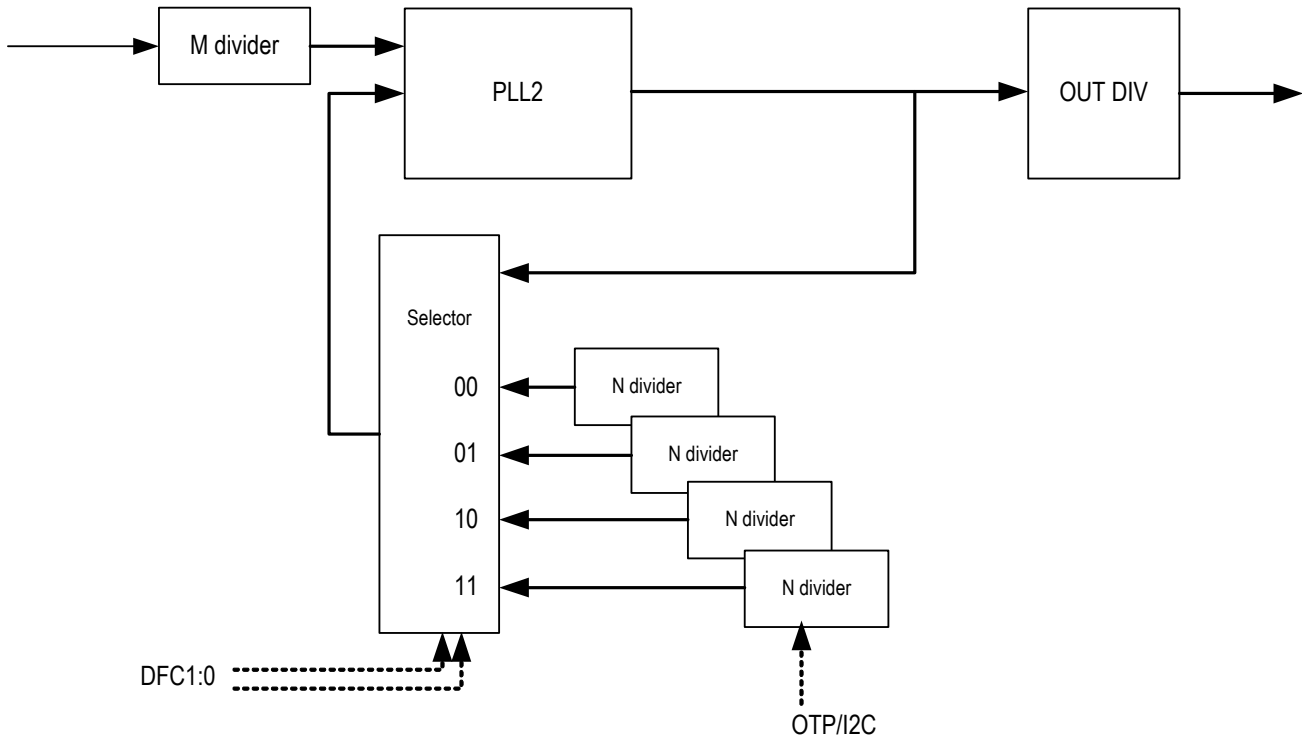 M divider
PLL2
OUT DIV
Selector
00
N divider
01
N divider
10
N divider
11
N divider
DFC1:0
OTP/I2C